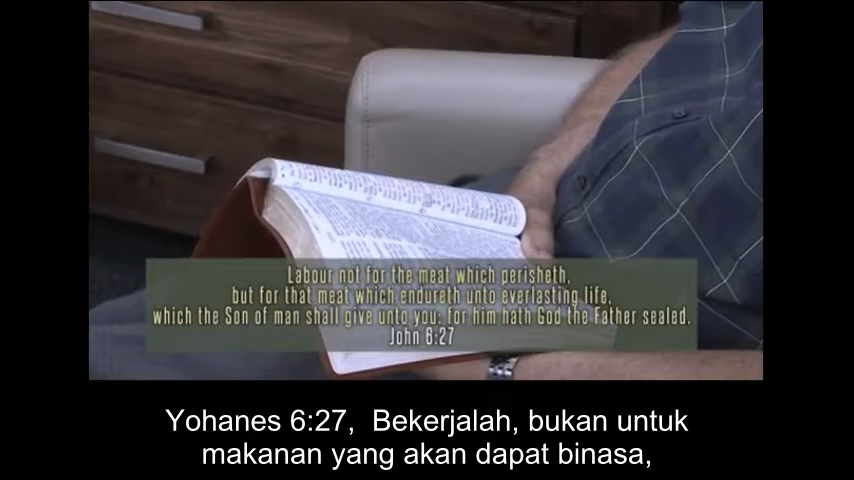 Labour not for the meat which perisheth,
but for that meat which endureth unto everlasting life,
which the Son of man shall give unto you: for him hath God the Father sealed.
John 6:27
Yohanes 6:27,  Bekerjalah, bukan untuk
makanan yang akan dapat binasa,